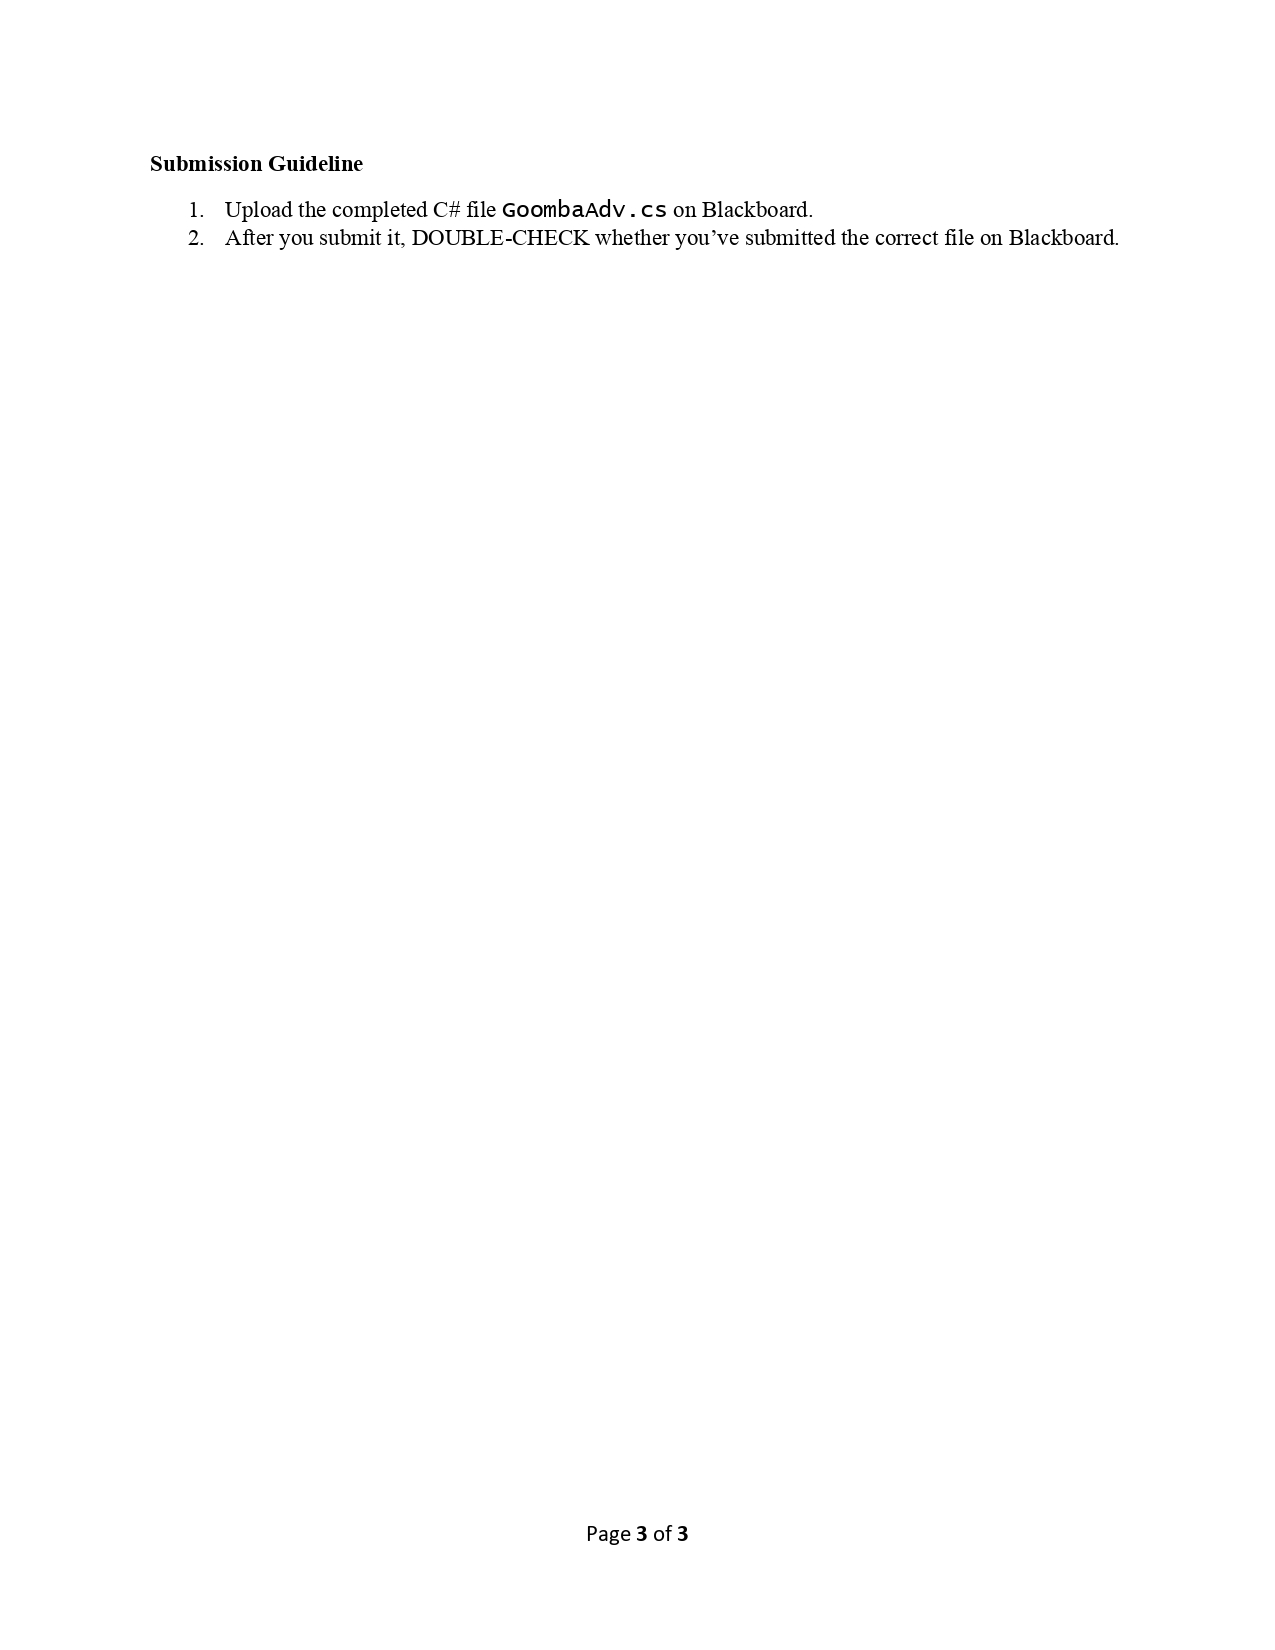 Submission Guideline
1. Upload the completed C# file GoombaAdv.cs on Blackboard.
2. After you submit it, DOUBLE-CHECK whether you’ve submitted the correct file on Blackboard.
Page 3 of 3